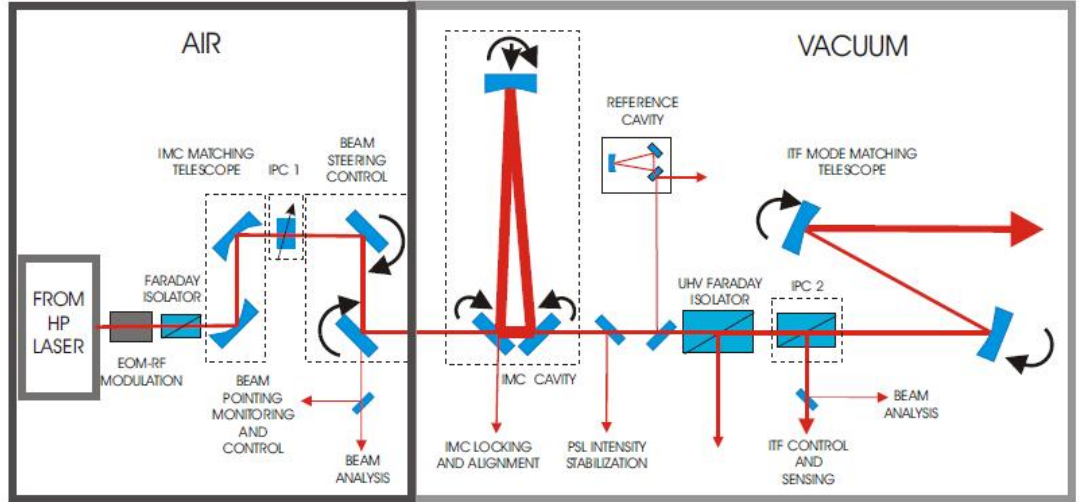 AIR
VACUUM
IMC MATCHING
TELESCOPE
IPC 1
BEAM
STEERING
CONTROL
REFERENCE
CAVITY
ITF MODE MATCHING
TELESCOPE
FROM
HP
LASER
FARADAY
ISOLATOR
EOM-RF
MODULATION
BEAM
POINTING
MONITORING
AND
CONTROL
BEAM
ANALYSIS
IMC CAVITY
IMC LOCKING
AND ALIGNMENT
PSL INTENSITY
STABILIZATION
UHV FARADAY
ISOLATOR
IPC 2
BEAM
ANALYSIS
ITF CONTROL
AND
SENSING